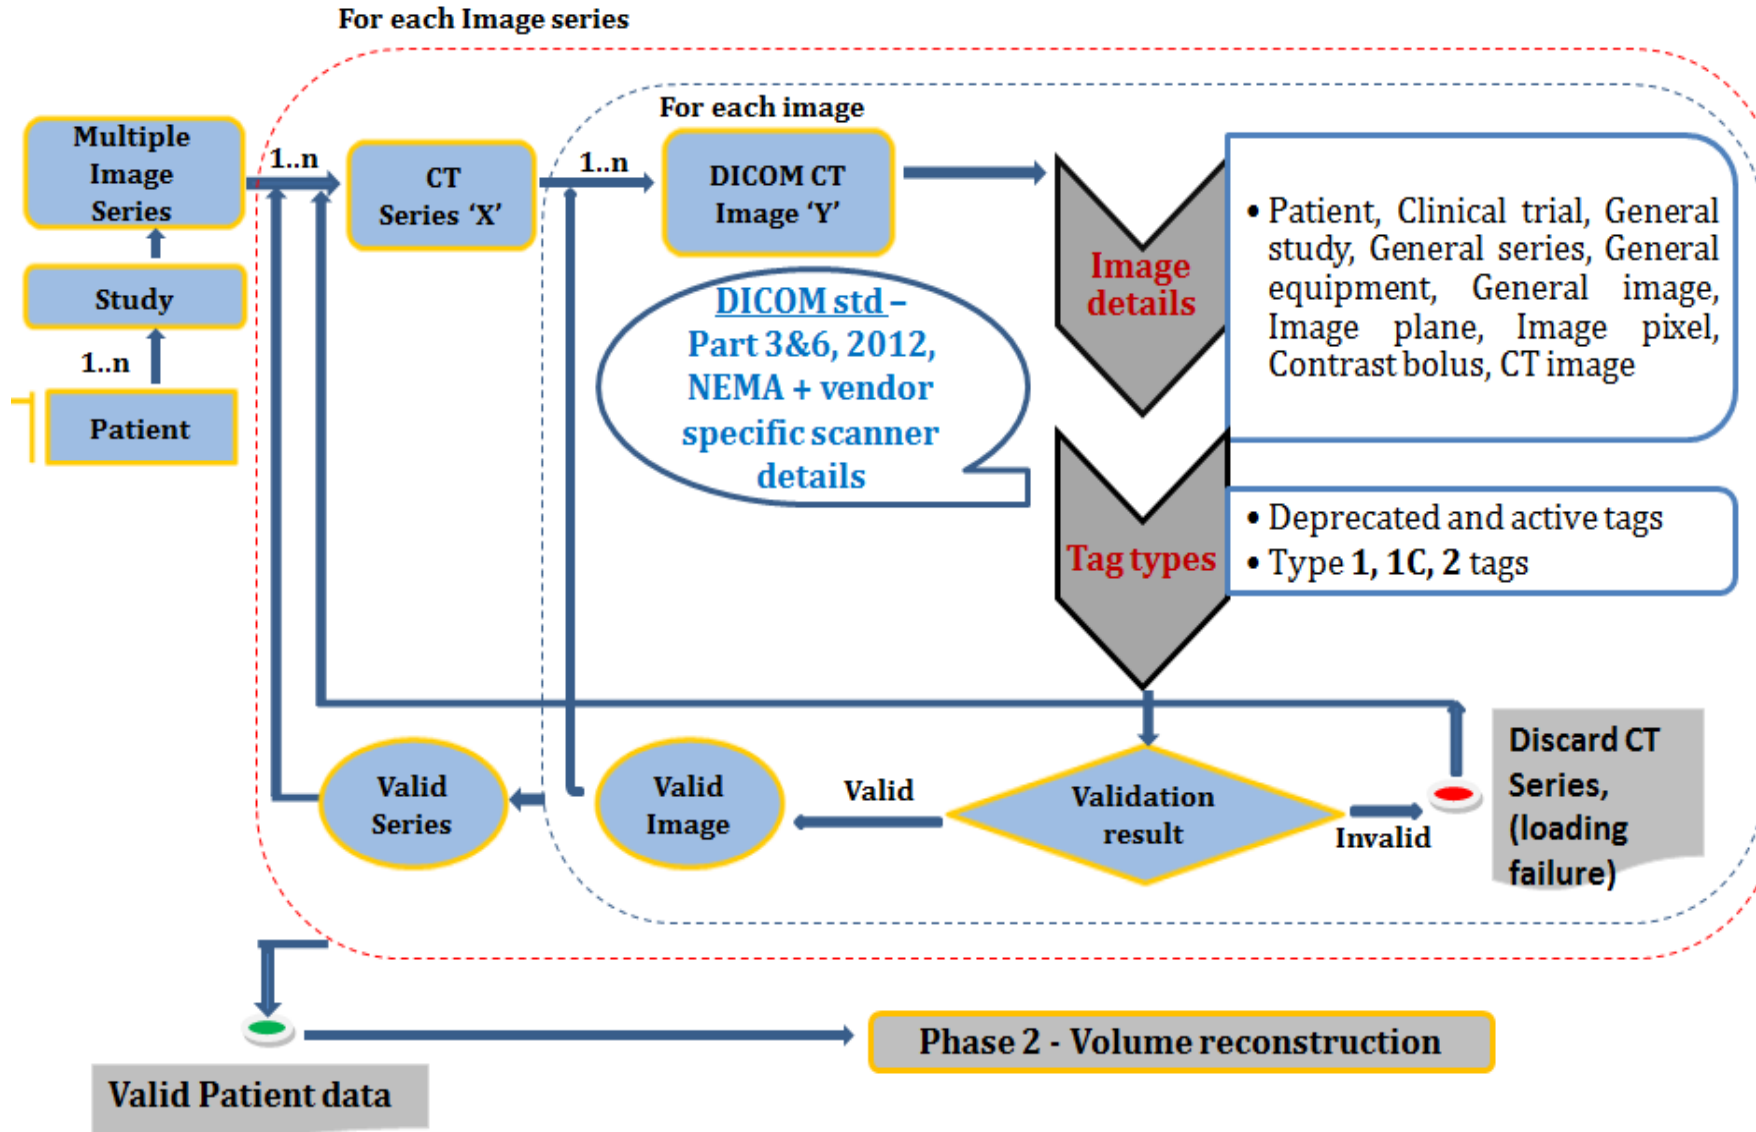 For each Image series
For each image
Multiple
Image
Series
1..n
CT
Series ‘X’
1..n
DICOM CT
Image ‘Y’
Study
1..n
Patient
DICOM std –
Part 3&6, 2012,
NEMA + vendor
specific scanner
details
Image
details
• Patient, Clinical trial, General
study, General series, General
equipment, General image,
Image plane, Image pixel,
Contrast bolus, CT image
Tag types
• Deprecated and active tags
• Type 1, 1C, 2 tags
Valid
Series
Valid
Image
Valid
Validation
result
Invalid
Discard CT
Series,
(loading
failure)
Phase 2 - Volume reconstruction
Valid Patient data